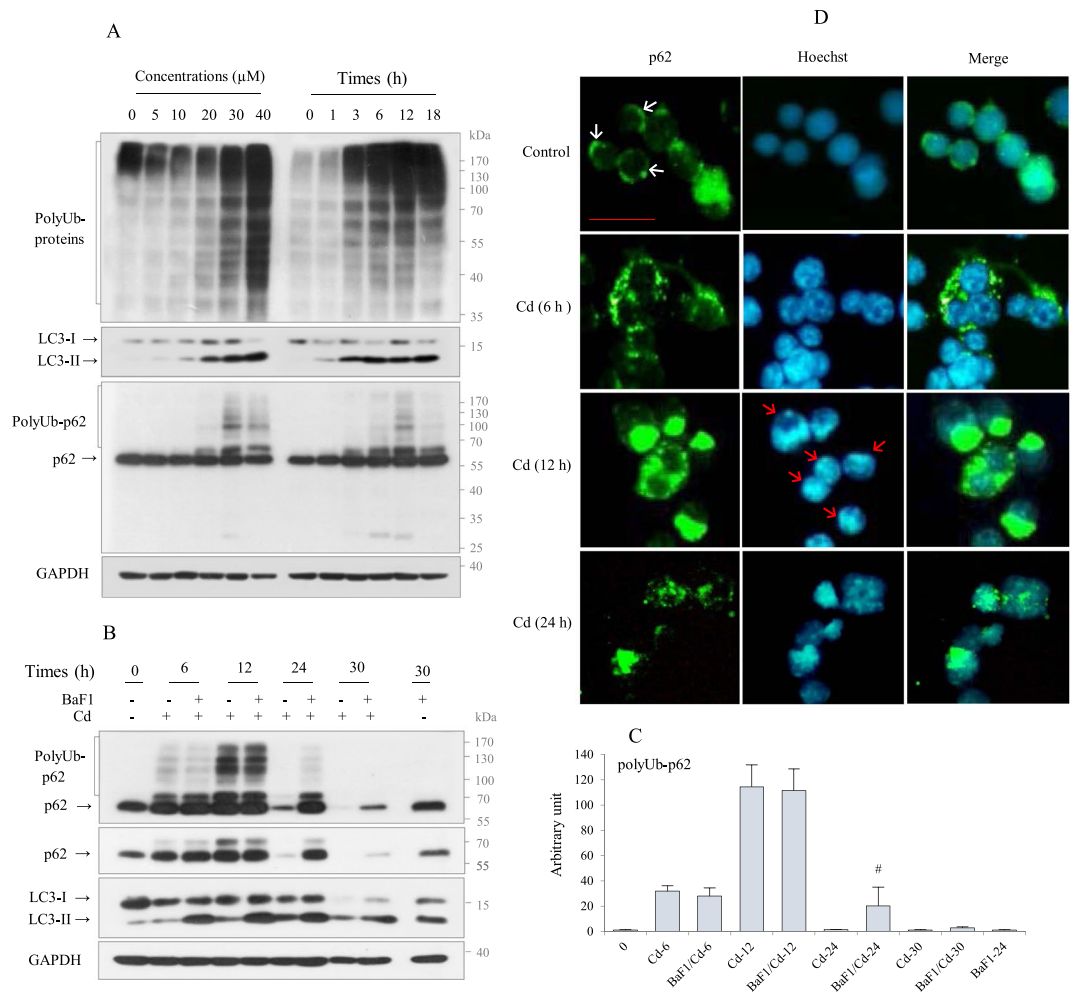 A
Concentrations (µM)
Times (h)
0 5 10 20 30 40 0 1 3 6 12 18
kDa
170
130
100
70
55
40
35
PolyUb-
proteins
LC3-I →
LC3-II →
15
PolyUb-p62
p62 →
170
130
100
70
55
40
35
25
GAPDH
40
B
Times (h) 0 6 12 24 30 30
BaF1 - - + - + - + - + +
Cd - + + + + + + + + -
kDa
PolyUb-
p62
p62 →
170
130
100
70
55
p62 →
70
55
LC3-I →
LC3-II →
15
GAPDH
40
D
p62 Hoechst Merge
Control
Cd (6 h )
Cd (12 h)
Cd (24 h)
C
polyUb-p62
Arbitrary unit
140
120
100
80
60
40
20
0
#
0 Cd-6 BaF1/Cd-6 Cd-12 BaF1/Cd-12 Cd-24 BaF1/Cd-24 Cd-30 BaF1/Cd-30 BaF1-24